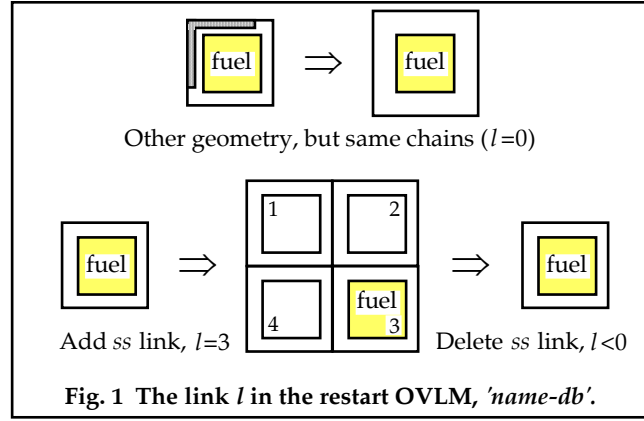 fuel ⇒ fuel
Other geometry, but same chains (l=0)
1 2
fuel ⇒ fuel ⇒ fuel
4 3
Add ss link, l=3 Delete ss link, l<0
Fig. 1 The link l in the restart OVLM, 'name-db'.